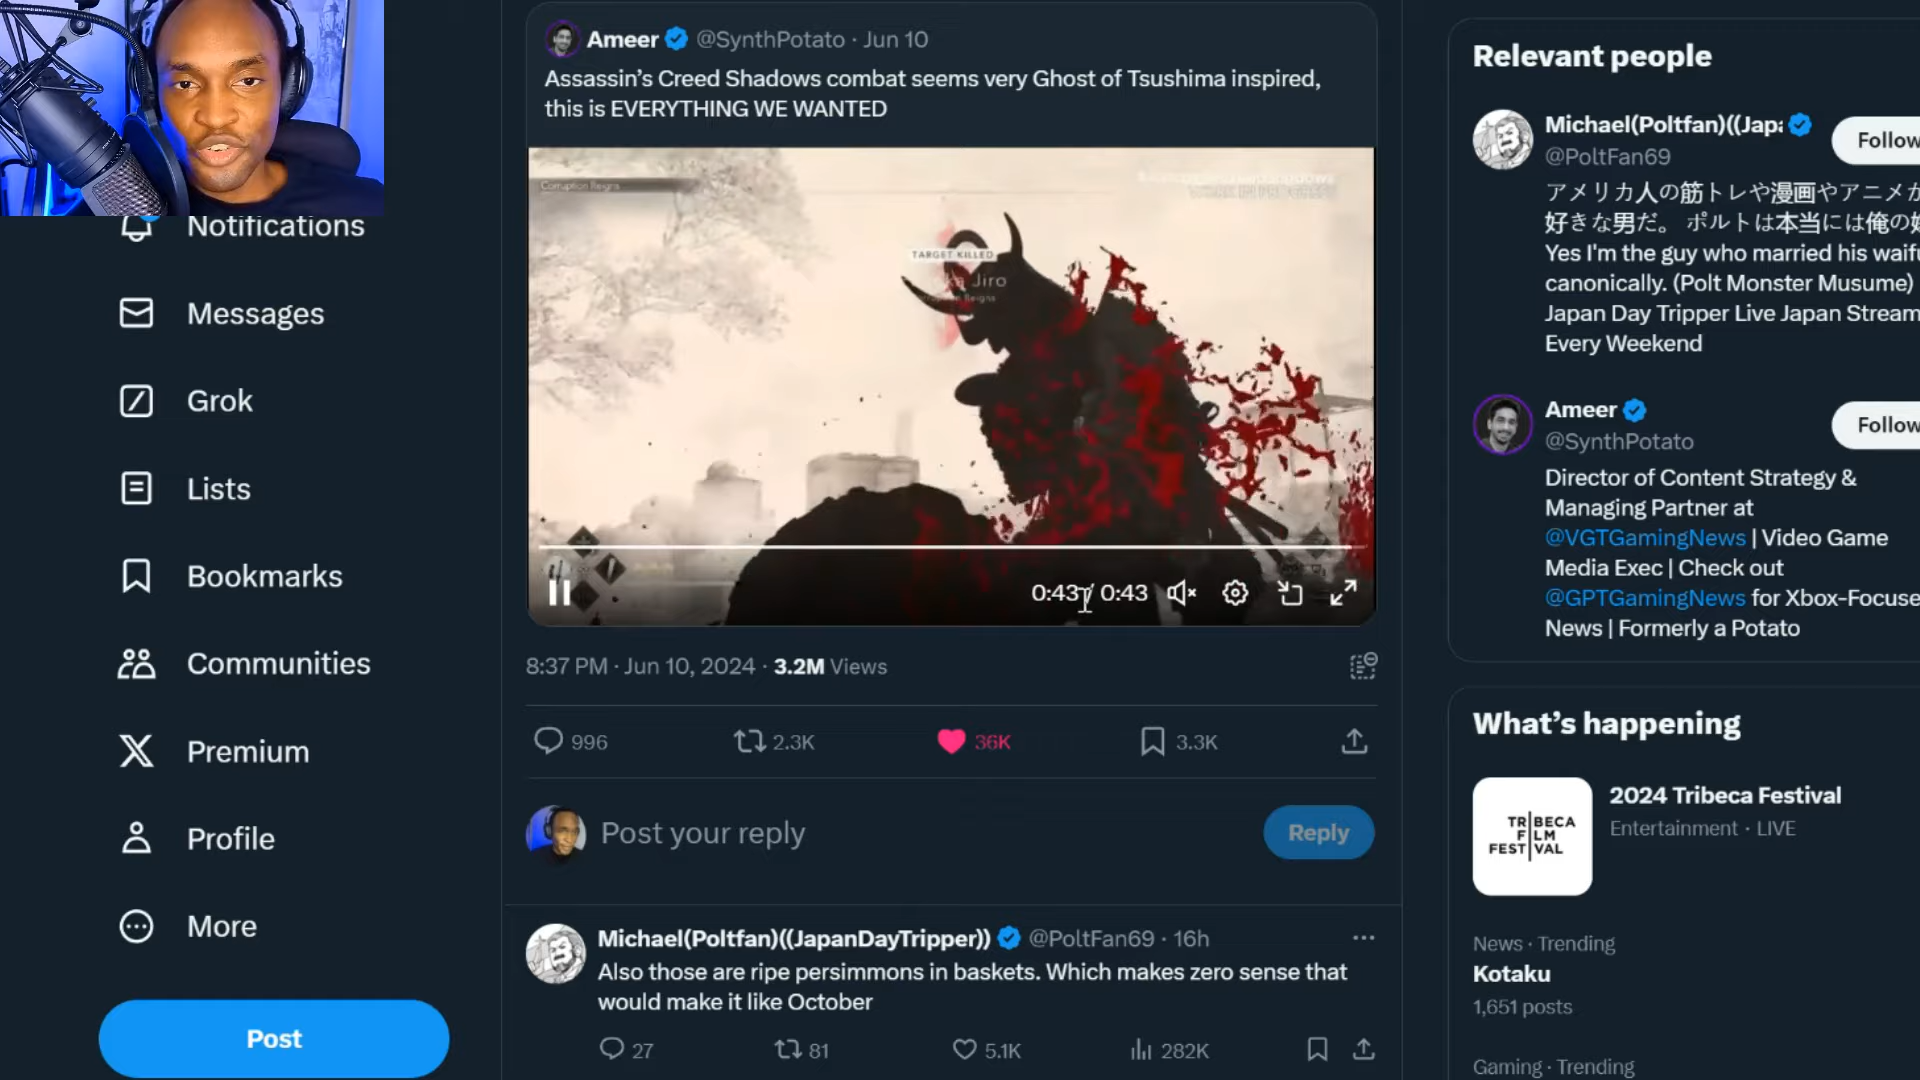 Notifications
Messages
Grok
Lists
Bookmarks
Communities
Premium
Profile
More
Post
Ameer @SynthPotato · Jun 10
Assassin's Creed Shadows combat seems very Ghost of Tsushima inspired,
this is EVERYTHING WE WANTED
Corruption Reigns
WORK IN PROGRESS
TARGET KILLED
Jiro
Reigns
0:43 / 0:43
8:37 PM · Jun 10, 2024 · 3.2M Views
996 2.3K 36K 3.3K
Post your reply
Reply
Michael(Poltfan)((JapanDayTripper)) @PoltFan69 · 16h
Also those are ripe persimmons in baskets. Which makes zero sense that
would make it like October
27 81 5.1K 282K
Relevant people
Michael(Poltfan)((Jap
@PoltFan69
Follow
アメリカ人の筋トレや漫画やアニメが
好きな男だ。 ポルトは本当には俺の
Yes I'm the guy who married his waifu
canonically. (Polt Monster Musume)
Japan Day Tripper Live Japan Stream
Every Weekend
Ameer
@SynthPotato
Follow
Director of Content Strategy &
Managing Partner at
@VGTGamingNews | Video Game
Media Exec | Check out
@GPTGamingNews for Xbox-Focuse
News | Formerly a Potato
What's happening
TRIBECA
FILM
FESTIVAL
2024 Tribeca Festival
Entertainment · LIVE
News · Trending
Kotaku
1,651 posts
Gaming · Trending